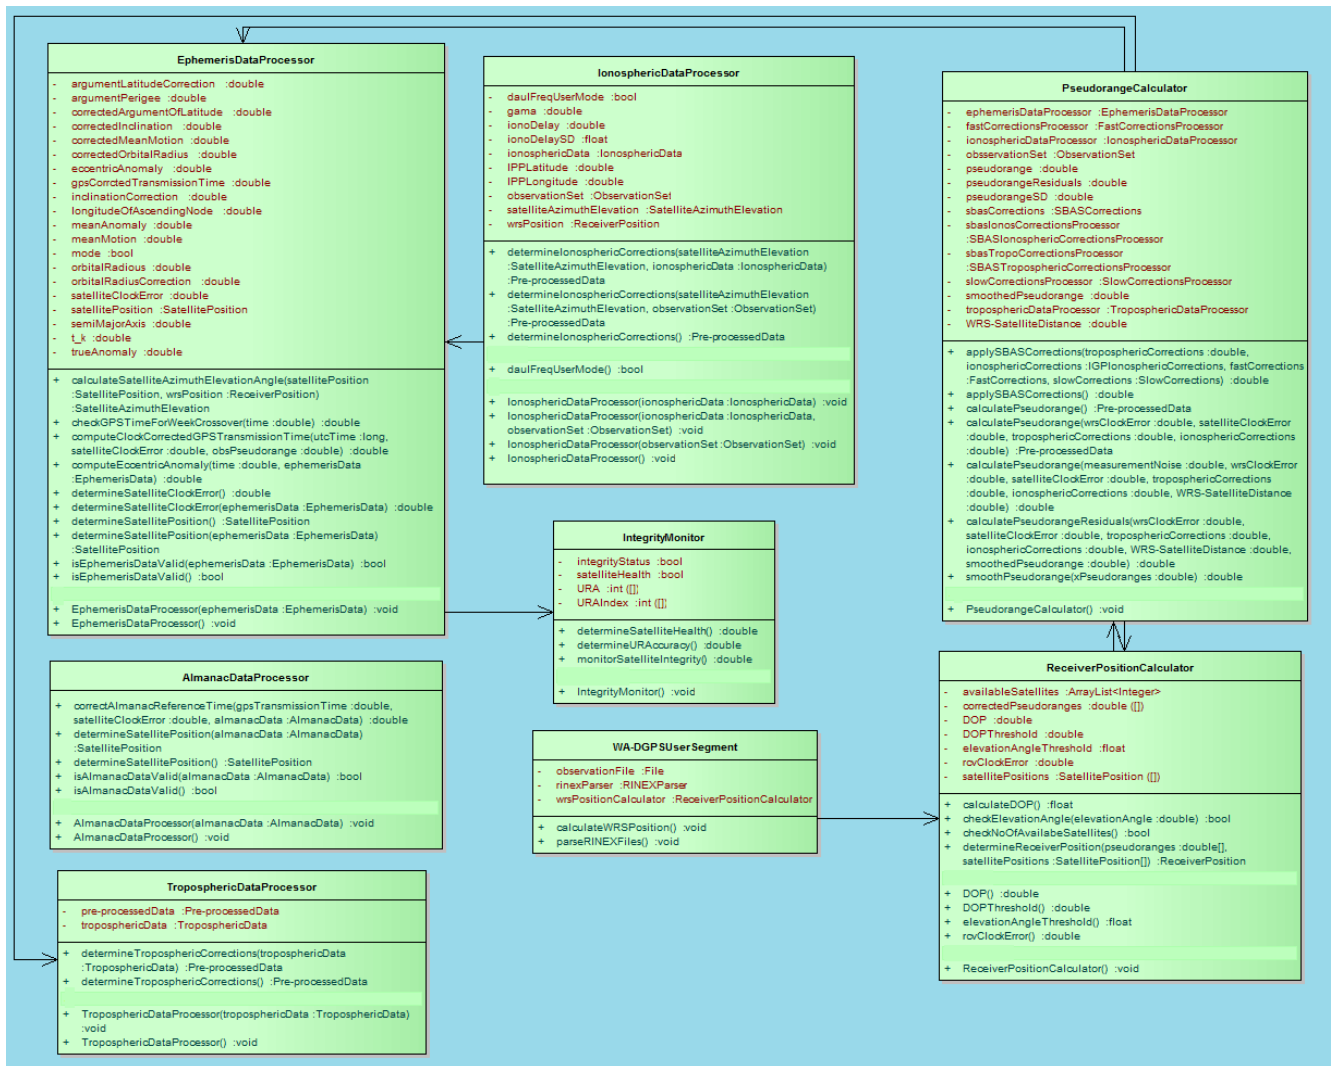 EphemerisDataProcessor
- argumentLatitudeCorrection :double
- argumentPerigee :double
- correctedArgumentOfLatitude :double
- correctedInclination :double
- correctedMeanMotion :double
- correctedOrbitalRadius :double
- eccentricAnomaly :double
- gpsCorrctedTransmissionTime :double
- inclinationCorrection :double
- longitudeOfAscendingNode :double
- meanAnomaly :double
- meanMotion :double
- mode :bool
- orbitalRadious :double
- orbitalRadiusCorrection :double
- satelliteClockError :double
- satellitePosition :SatellitePosition
- semiMajorAxis :double
- t_k :double
- trueAnomaly :double
+ calculateSatelliteAzimuthElevationAngle(satellitePosition
:SatellitePosition, wrsPosition :ReceiverPosition)
:SatelliteAzimuthElevation
+ checkGPSTimeForWeekCrossover(time :double) :double
+ computeClockCorrectedGPSTransmissionTime(utcTime :long,
satelliteClockError :double, obsPseudorange :double) :double
+ computeEccentricAnomaly(time :double, ephemerisData
:EphemerisData) :double
+ determineSatelliteClockError() :double
+ determineSatelliteClockError(ephemerisData :EphemerisData) :double
+ determineSatellitePosition() :SatellitePosition
+ determineSatellitePosition(ephemerisData :EphemerisData)
:SatellitePosition
+ isEphemerisDataValid(ephemerisData :EphemerisData) :bool
+ isEphemerisDataValid() :bool
+ EphemerisDataProcessor(ephemerisData :EphemerisData) :void
+ EphemerisDataProcessor() :void
IonosphericDataProcessor
- daulFreqUserMode :bool
- gama :double
- ionoDelay :double
- ionoDelaySD :float
- ionosphericData :IonosphericData
- IPPLatitude :double
- IPPLongitude :double
- observationSet :ObservationSet
- satelliteAzimuthElevation :SatelliteAzimuthElevation
- wrsPosition :ReceiverPosition
+ determineIonosphericCorrections(satelliteAzimuthElevation
:SatelliteAzimuthElevation, ionosphericData :IonosphericData)
:Pre-processedData
+ determineIonosphericCorrections(satelliteAzimuthElevation
:SatelliteAzimuthElevation, observationSet :ObservationSet)
:Pre-processedData
+ determineIonosphericCorrections() :Pre-processedData
+ daulFreqUserMode() :bool
+ IonosphericDataProcessor(ionosphericData :IonosphericData) :void
+ IonosphericDataProcessor(ionosphericData :IonosphericData,
observationSet :ObservationSet) :void
+ IonosphericDataProcessor(observationSet :ObservationSet) :void
+ IonosphericDataProcessor() :void
PseudorangeCalculator
- ephemerisDataProcessor :EphemerisDataProcessor
- fastCorrectionsProcessor :FastCorrectionsProcessor
- ionosphericDataProcessor :IonosphericDataProcessor
- obsservationSet :ObservationSet
- pseudorange :double
- pseudorangeResiduals :double
- pseudorangeSD :double
- sbasCorrections :SBASCorrections
- sbasIonosCorrectionsProcessor
:SBASIonosphericCorrectionsProcessor
- sbasTropoCorrectionsProcessor
:SBASTroposphericCorrectionsProcessor
- slowCorrectionsProcessor :SlowCorrectionsProcessor
- smoothedPseudorange :double
- troposphericDataProcessor :TroposphericDataProcessor
- WRS-SatelliteDistance :double
+ applySBASCorrections(troposphericCorrections :double,
ionosphericCorrections :IGPIonosphericCorrections, fastCorrections
:FastCorrections, slowCorrections :SlowCorrections) :double
+ applySBASCorrections() :double
+ calculatePseudorange() :Pre-processedData
+ calculatePseudorange(wrsClockError :double, satelliteClockError
:double, troposphericCorrections :double, ionosphericCorrections
:double) :Pre-processedData
+ calculatePseudorange(measurementNoise :double, wrsClockError
:double, satelliteClockError :double, troposphericCorrections
:double, ionosphericCorrections :double, WRS-SatelliteDistance
:double) :double
+ calculatePseudorangeResiduals(wrsClockError :double,
satelliteClockError :double, troposphericCorrections :double,
ionosphericCorrections :double, WRS-SatelliteDistance :double,
smoothedPseudorange :double) :double
+ smoothPseudorange(xPseudoranges :double) :double
+ PseudorangeCalculator() :void
IntegrityMonitor
- integrityStatus :bool
- satelliteHealth :bool
- URA :int ([])
- URAIndex :int ([])
+ determineSatelliteHealth() :double
+ determineURAccuracy() :double
+ monitorSatelliteIntegrity() :double
+ IntegrityMonitor() :void
AlmanacDataProcessor
+ correctAlmanacReferenceTime(gpsTransmissionTime :double,
satelliteClockError :double, almanacData :AlmanacData) :double
+ determineSatellitePosition(almanacData :AlmanacData)
:SatellitePosition
+ determineSatellitePosition() :SatellitePosition
+ isAlmanacDataValid(almanacData :AlmanacData) :bool
+ isAlmanacDataValid() :bool
+ AlmanacDataProcessor(almanacData :AlmanacData) :void
+ AlmanacDataProcessor() :void
WA-DGPSUserSegment
- observationFile :File
- rinexParser :RINEXParser
- wrsPositionCalculator :ReceiverPositionCalculator
+ calculateWRSPosition() :void
+ parseRINEXFiles() :void
ReceiverPositionCalculator
- availableSatellites :ArrayList<Integer>
- correctedPseudoranges :double ([])
- DOP :double
- DOPThreshold :double
- elevationAngleThreshold :float
- rcvClockError :double
- satellitePositions :SatellitePosition ([])
+ calculateDOP() :float
+ checkElevationAngle(elevationAngle :double) :bool
+ checkNoOfAvailabeSatellites() :bool
+ determineReceiverPosition(pseudoranges :double[],
satellitePositions :SatellitePosition[]) :ReceiverPosition
+ DOP() :double
+ DOPThreshold() :double
+ elevationAngleThreshold() :float
+ rcvClockError() :double
+ ReceiverPositionCalculator() :void
TroposphericDataProcessor
- pre-processedData :Pre-processedData
- troposphericData :TroposphericData
+ determineTroposphericCorrections(troposphericData
:TroposphericData) :Pre-processedData
+ determineTroposphericCorrections() :Pre-processedData
+ TroposphericDataProcessor(troposphericData :TroposphericData)
:void
+ TroposphericDataProcessor() :void